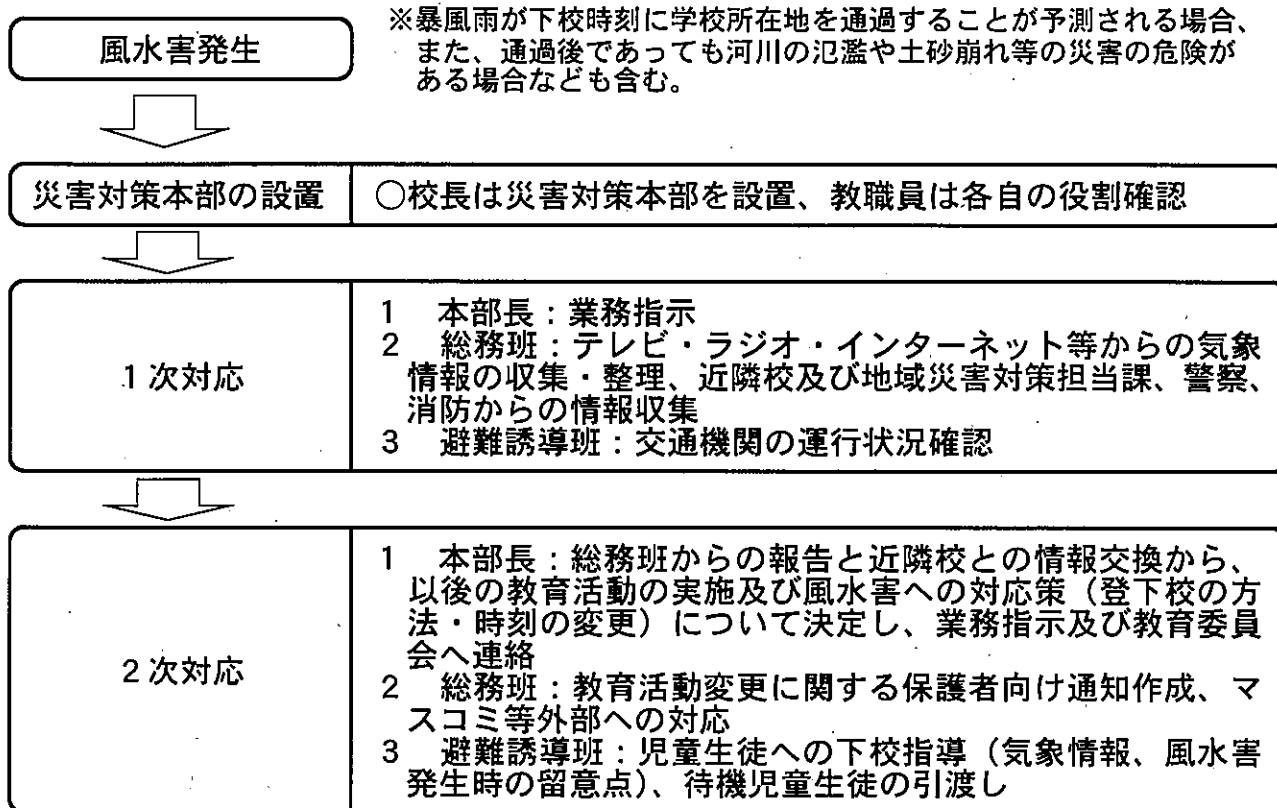 風水害発生
※暴風雨が下校時刻に学校所在地を通過することが予測される場合、
また、通過後であっても河川の氾濫や土砂崩れ等の災害の危険が
ある場合なども含む。
災害対策本部の設置
○校長は災害対策本部を設置、教職員は各自の役割確認
1次対応
1 本部長：業務指示
2 総務班：テレビ・ラジオ・インターネット等からの気象
情報の収集・整理、近隣校及び地域災害対策担当課、警察、
消防からの情報収集
3 避難誘導班：交通機関の運行状況確認
2次対応
1 本部長：総務班からの報告と近隣校との情報交換から、
以後の教育活動の実施及び風水害への対応策（登下校の方
法・時刻の変更）について決定し、業務指示及び教育委員
会へ連絡
2 総務班：教育活動変更に関する保護者向け通知作成、マ
スコミ等外部への対応
3 避難誘導班：児童生徒への下校指導（気象情報、風水害
発生時の留意点）、待機児童生徒の引渡し